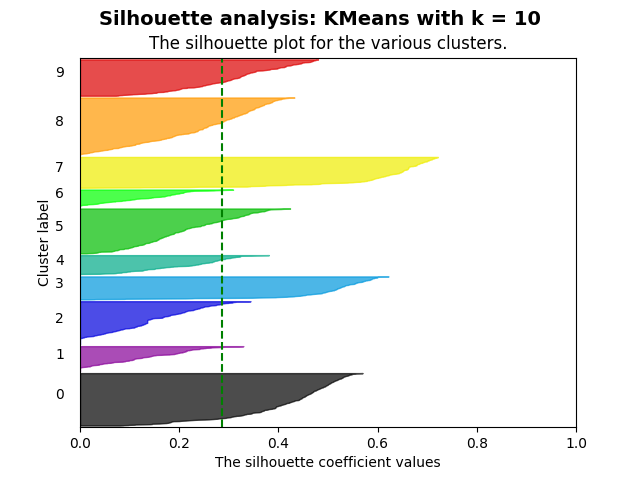 Silhouette analysis: KMeans with k = 10
The silhouette plot for the various clusters.
Cluster label
9
8
7
6
5
4
3
2
1
0
0.0 0.2 0.4 0.6 0.8 1.0
The silhouette coefficient values